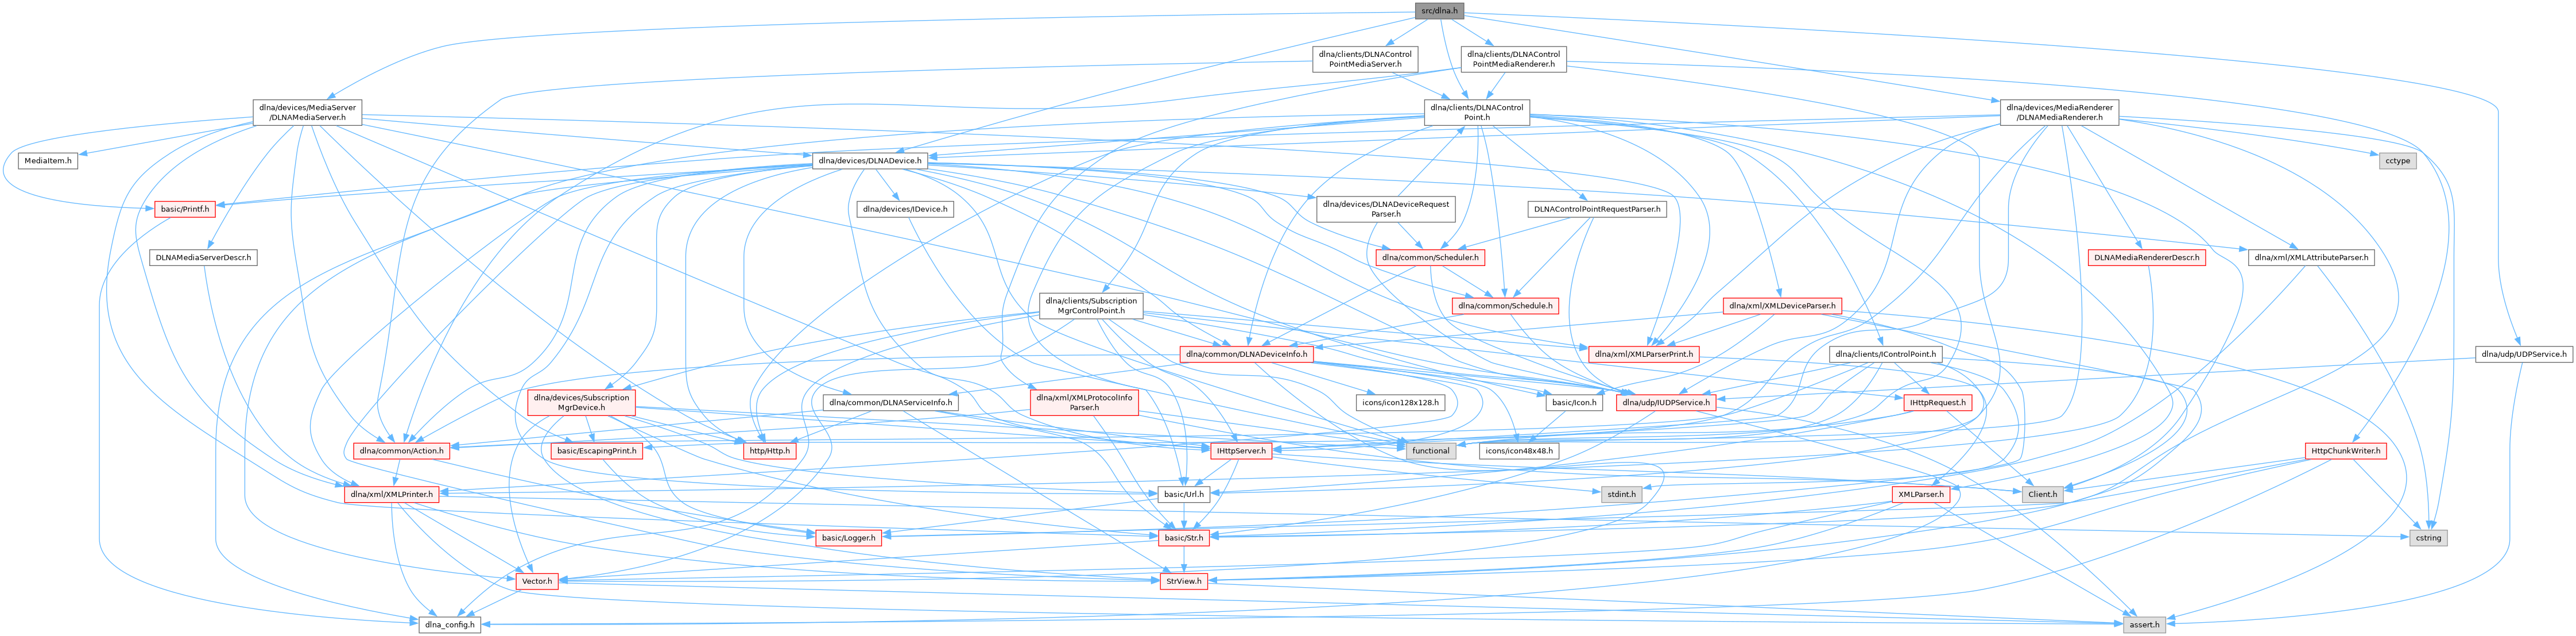 src/dlna.h
dlna/clients/DLNAControl
PointMediaServer.h
dlna/clients/DLNAControl
PointMediaRenderer.h
dlna/devices/MediaServer
/DLNAMediaServer.h
dlna/clients/DLNAControl
Point.h
dlna/devices/MediaRenderer
/DLNAMediaRenderer.h
MediaItem.h
dlna/devices/DLNADevice.h
cctype
basic/Printf.h
dlna/devices/IDevice.h
dlna/devices/DLNADeviceRequest
Parser.h
DLNAControlPointRequestParser.h
DLNAMediaServerDescr.h
dlna/common/Scheduler.h
DLNAMediaRendererDescr.h
dlna/xml/XMLAttributeParser.h
dlna/clients/Subscription
MgrControlPoint.h
dlna/common/Schedule.h
dlna/xml/XMLDeviceParser.h
dlna/common/DLNADeviceInfo.h
dlna/xml/XMLParserPrint.h
dlna/clients/IControlPoint.h
dlna/udp/UDPService.h
dlna/devices/Subscription
MgrDevice.h
dlna/common/DLNAServiceInfo.h
dlna/xml/XMLProtocolInfo
Parser.h
icons/icon128x128.h
basic/Icon.h
dlna/udp/IUDPService.h
IHttpRequest.h
dlna/common/Action.h
basic/EscapingPrint.h
http/Http.h
IHttpServer.h
functional
icons/icon48x48.h
HttpChunkWriter.h
dlna/xml/XMLPrinter.h
basic/Url.h
stdint.h
XMLParser.h
Client.h
basic/Logger.h
basic/Str.h
cstring
Vector.h
StrView.h
dlna_config.h
assert.h